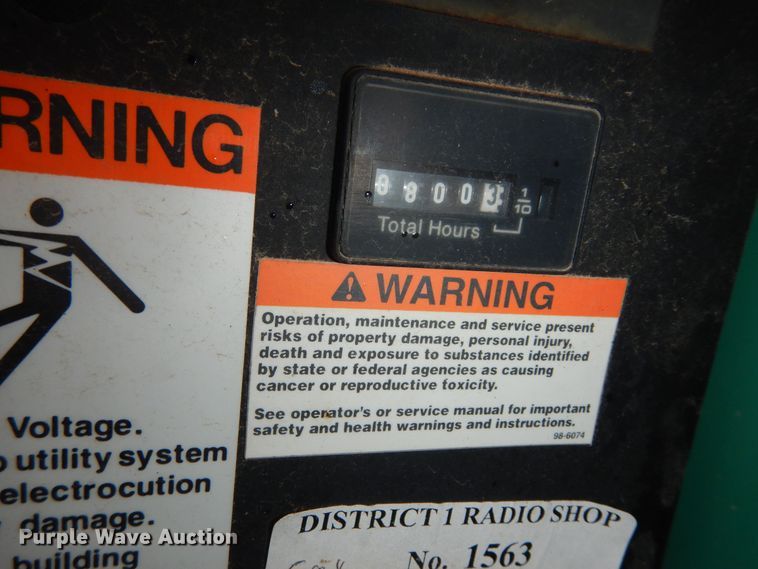 RNING
Voltage.
utility system
electrocution
damage.
building
Total Hours
1/10
WARNING
Operation, maintenance and service present
risks of property damage, personal injury,
death and exposure to substances identified
by state or federal agencies as causing
cancer or reproductive toxicity.
See operator's or service manual for important
safety and health warnings and instructions.
98-6074
DISTRICT 1 RADIO SHOP
No. 1563
Purple Wave Auction